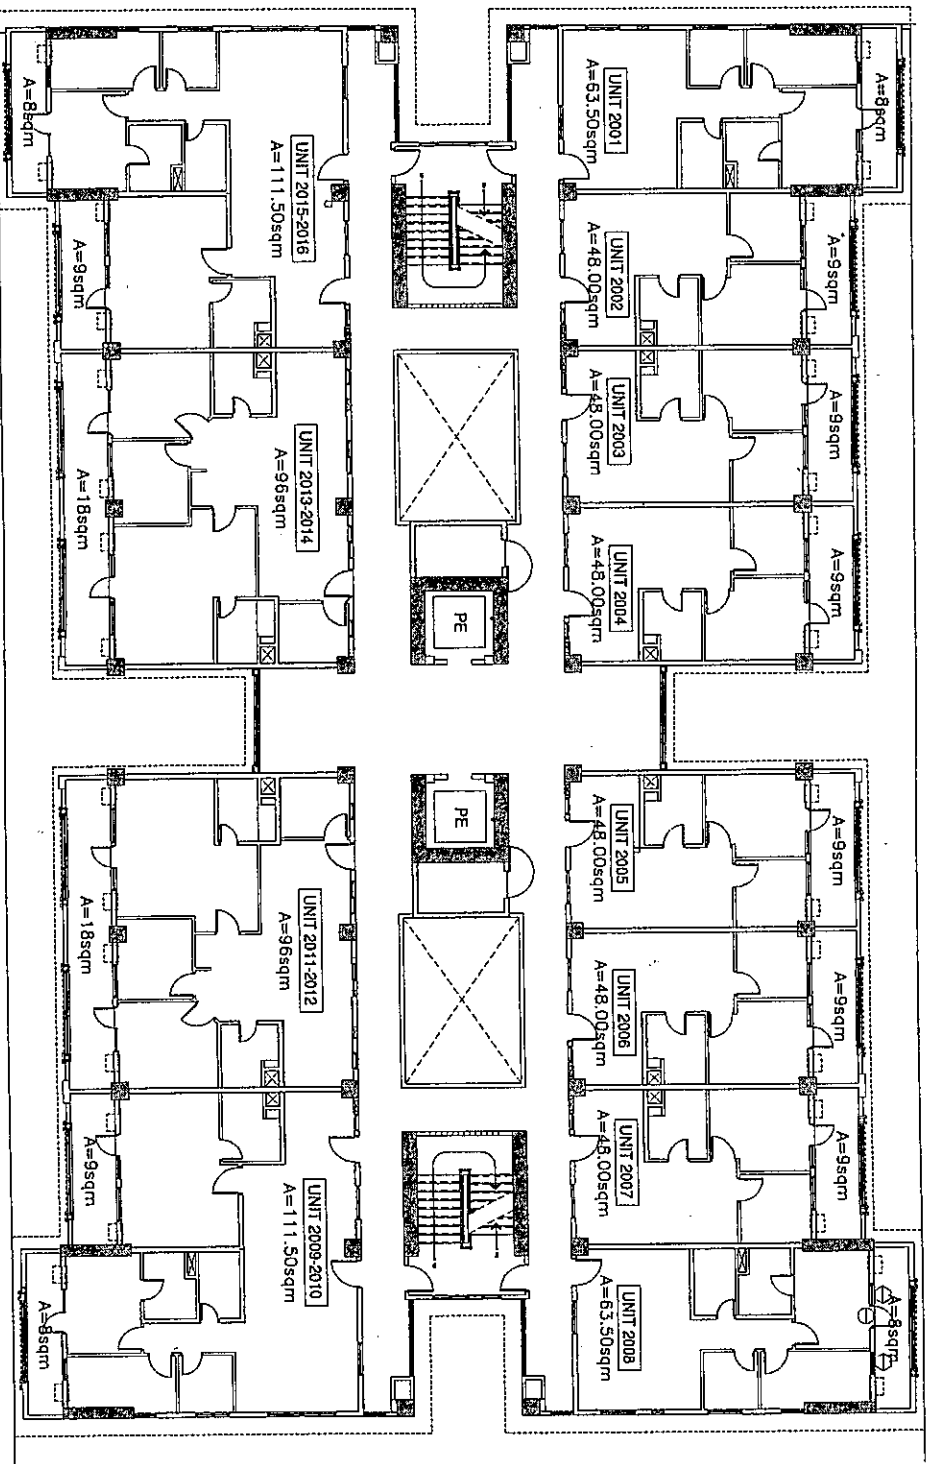 UNIT 2001
A=63.50sqm
A=8sqm
UNIT 2002
A=48.00sqm
A=9sqm
UNIT 2003
A=48.00sqm
A=9sqm
UNIT 2004
A=48.00sqm
A=9sqm
UNIT 2005
A=48.00sqm
A=9sqm
UNIT 2006
A=48.00sqm
A=9sqm
UNIT 2007
A=48.00sqm
A=9sqm
UNIT 2008
A=63.50sqm
A=8sqm
PE
PE
UNIT 2015-2016
A=111.50sqm
A=8sqm
A=9sqm
UNIT 2013-2014
A=96sqm
A=18sqm
UNIT 2011-2012
A=96sqm
A=18sqm
UNIT 2009-2010
A=111.50sqm
A=9sqm
A=8sqm